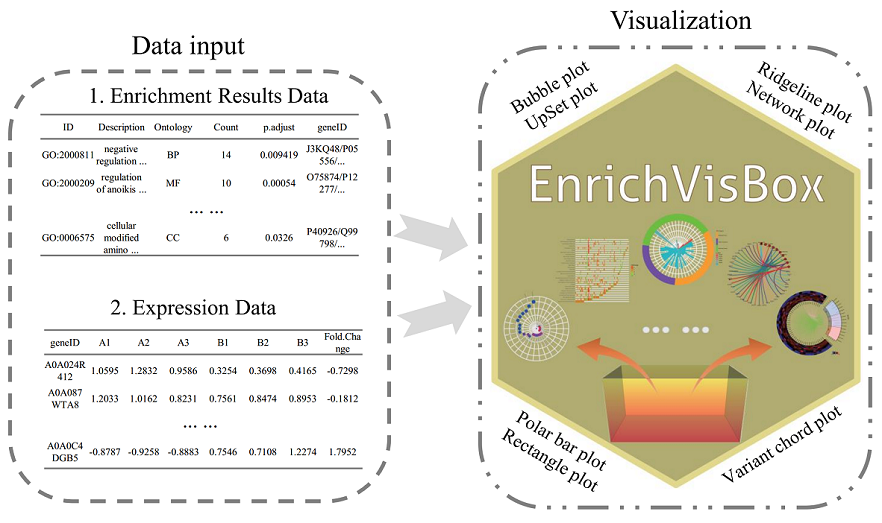 Data input
1. Enrichment Results Data
ID Description Ontology Count p.adjust geneID
GO:2000811 negative regulation ... BP 14 0.009419 J3KQ48/P05556/...
GO:2000209 regulation of anoikis ... MF 10 0.00054 O75874/P12277/...
... ...
GO:0006575 cellular modified amino ... CC 6 0.0326 P40926/Q99798/...
2. Expression Data
geneID A1 A2 A3 B1 B2 B3 Fold.Change
A0A024R412 1.0595 1.2832 0.9586 0.3254 0.3698 0.4165 -0.7298
A0A087WTA8 1.2033 1.0162 0.8231 0.7561 0.8474 0.8953 -0.1812
... ...
A0A0C4DGB5 -0.8787 -0.9258 -0.8883 0.7546 0.7108 1.2274 1.7952
Visualization
Bubble plot
UpSet plot
Ridgeline plot
Network plot
EnrichVisBox
... ...
Polar bar plot
Rectangle plot
Variant chord plot